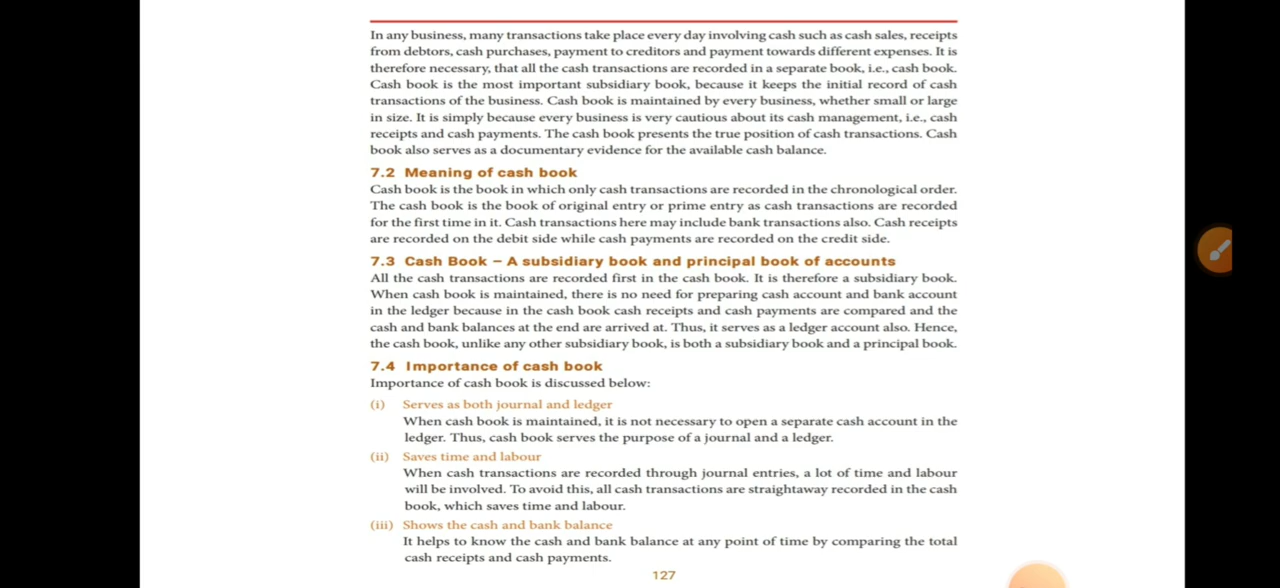 In any business, many transactions take place every day involving cash such as cash sales, receipts
from debtors, cash purchases, payment to creditors and payment towards different expenses. It is
therefore necessary, that all the cash transactions are recorded in a separate book, i.e., cash book.
Cash book is the most important subsidiary book, because it keeps the initial record of cash
transactions of the business. Cash book is maintained by every business, whether small or large
in size. It is simply because every business is very cautious about its cash management, i.e., cash
receipts and cash payments. The cash book presents the true position of cash transactions. Cash
book also serves as a documentary evidence for the available cash balance.
7.2 Meaning of cash book
Cash book is the book in which only cash transactions are recorded in the chronological order.
The cash book is the book of original entry or prime entry as cash transactions are recorded
for the first time in it. Cash transactions here may include bank transactions also. Cash receipts
are recorded on the debit side while cash payments are recorded on the credit side.
7.3 Cash Book – A subsidiary book and principal book of accounts
All the cash transactions are recorded first in the cash book. It is therefore a subsidiary book.
When cash book is maintained, there is no need for preparing cash account and bank account
in the ledger because in the cash book cash receipts and cash payments are compared and the
cash and bank balances at the end are arrived at. Thus, it serves as a ledger account also. Hence,
the cash book, unlike any other subsidiary book, is both a subsidiary book and a principal book.
7.4 Importance of cash book
Importance of cash book is discussed below:
(i) Serves as both journal and ledger
When cash book is maintained, it is not necessary to open a separate cash account in the
ledger. Thus, cash book serves the purpose of a journal and a ledger.
(ii) Saves time and labour
When cash transactions are recorded through journal entries, a lot of time and labour
will be involved. To avoid this, all cash transactions are straightaway recorded in the cash
book, which saves time and labour.
(iii) Shows the cash and bank balance
It helps to know the cash and bank balance at any point of time by comparing the total
cash receipts and cash payments.
127